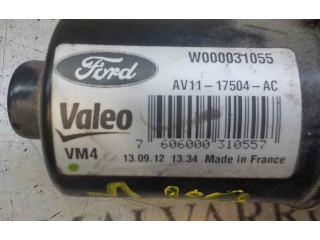 Ford
W000031055
AV11-17504-AC
Valeo
VM4
7 606000 310557
13.09.12 13:34 Made in France